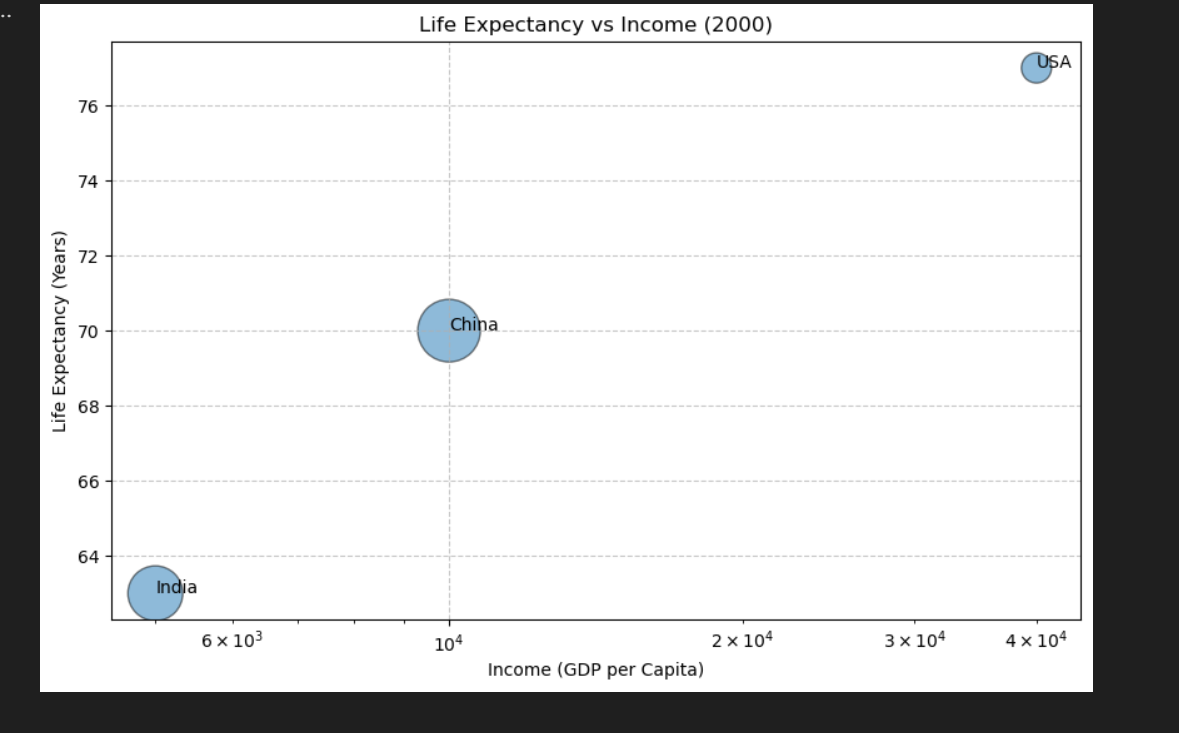 ..
Life Expectancy vs Income (2000)
USA
76
74
72
China
70
68
66
64
India
Life Expectancy (Years)
6 × 10³
10⁴
2 × 10⁴
3 × 10⁴
4 × 10⁴
Income (GDP per Capita)